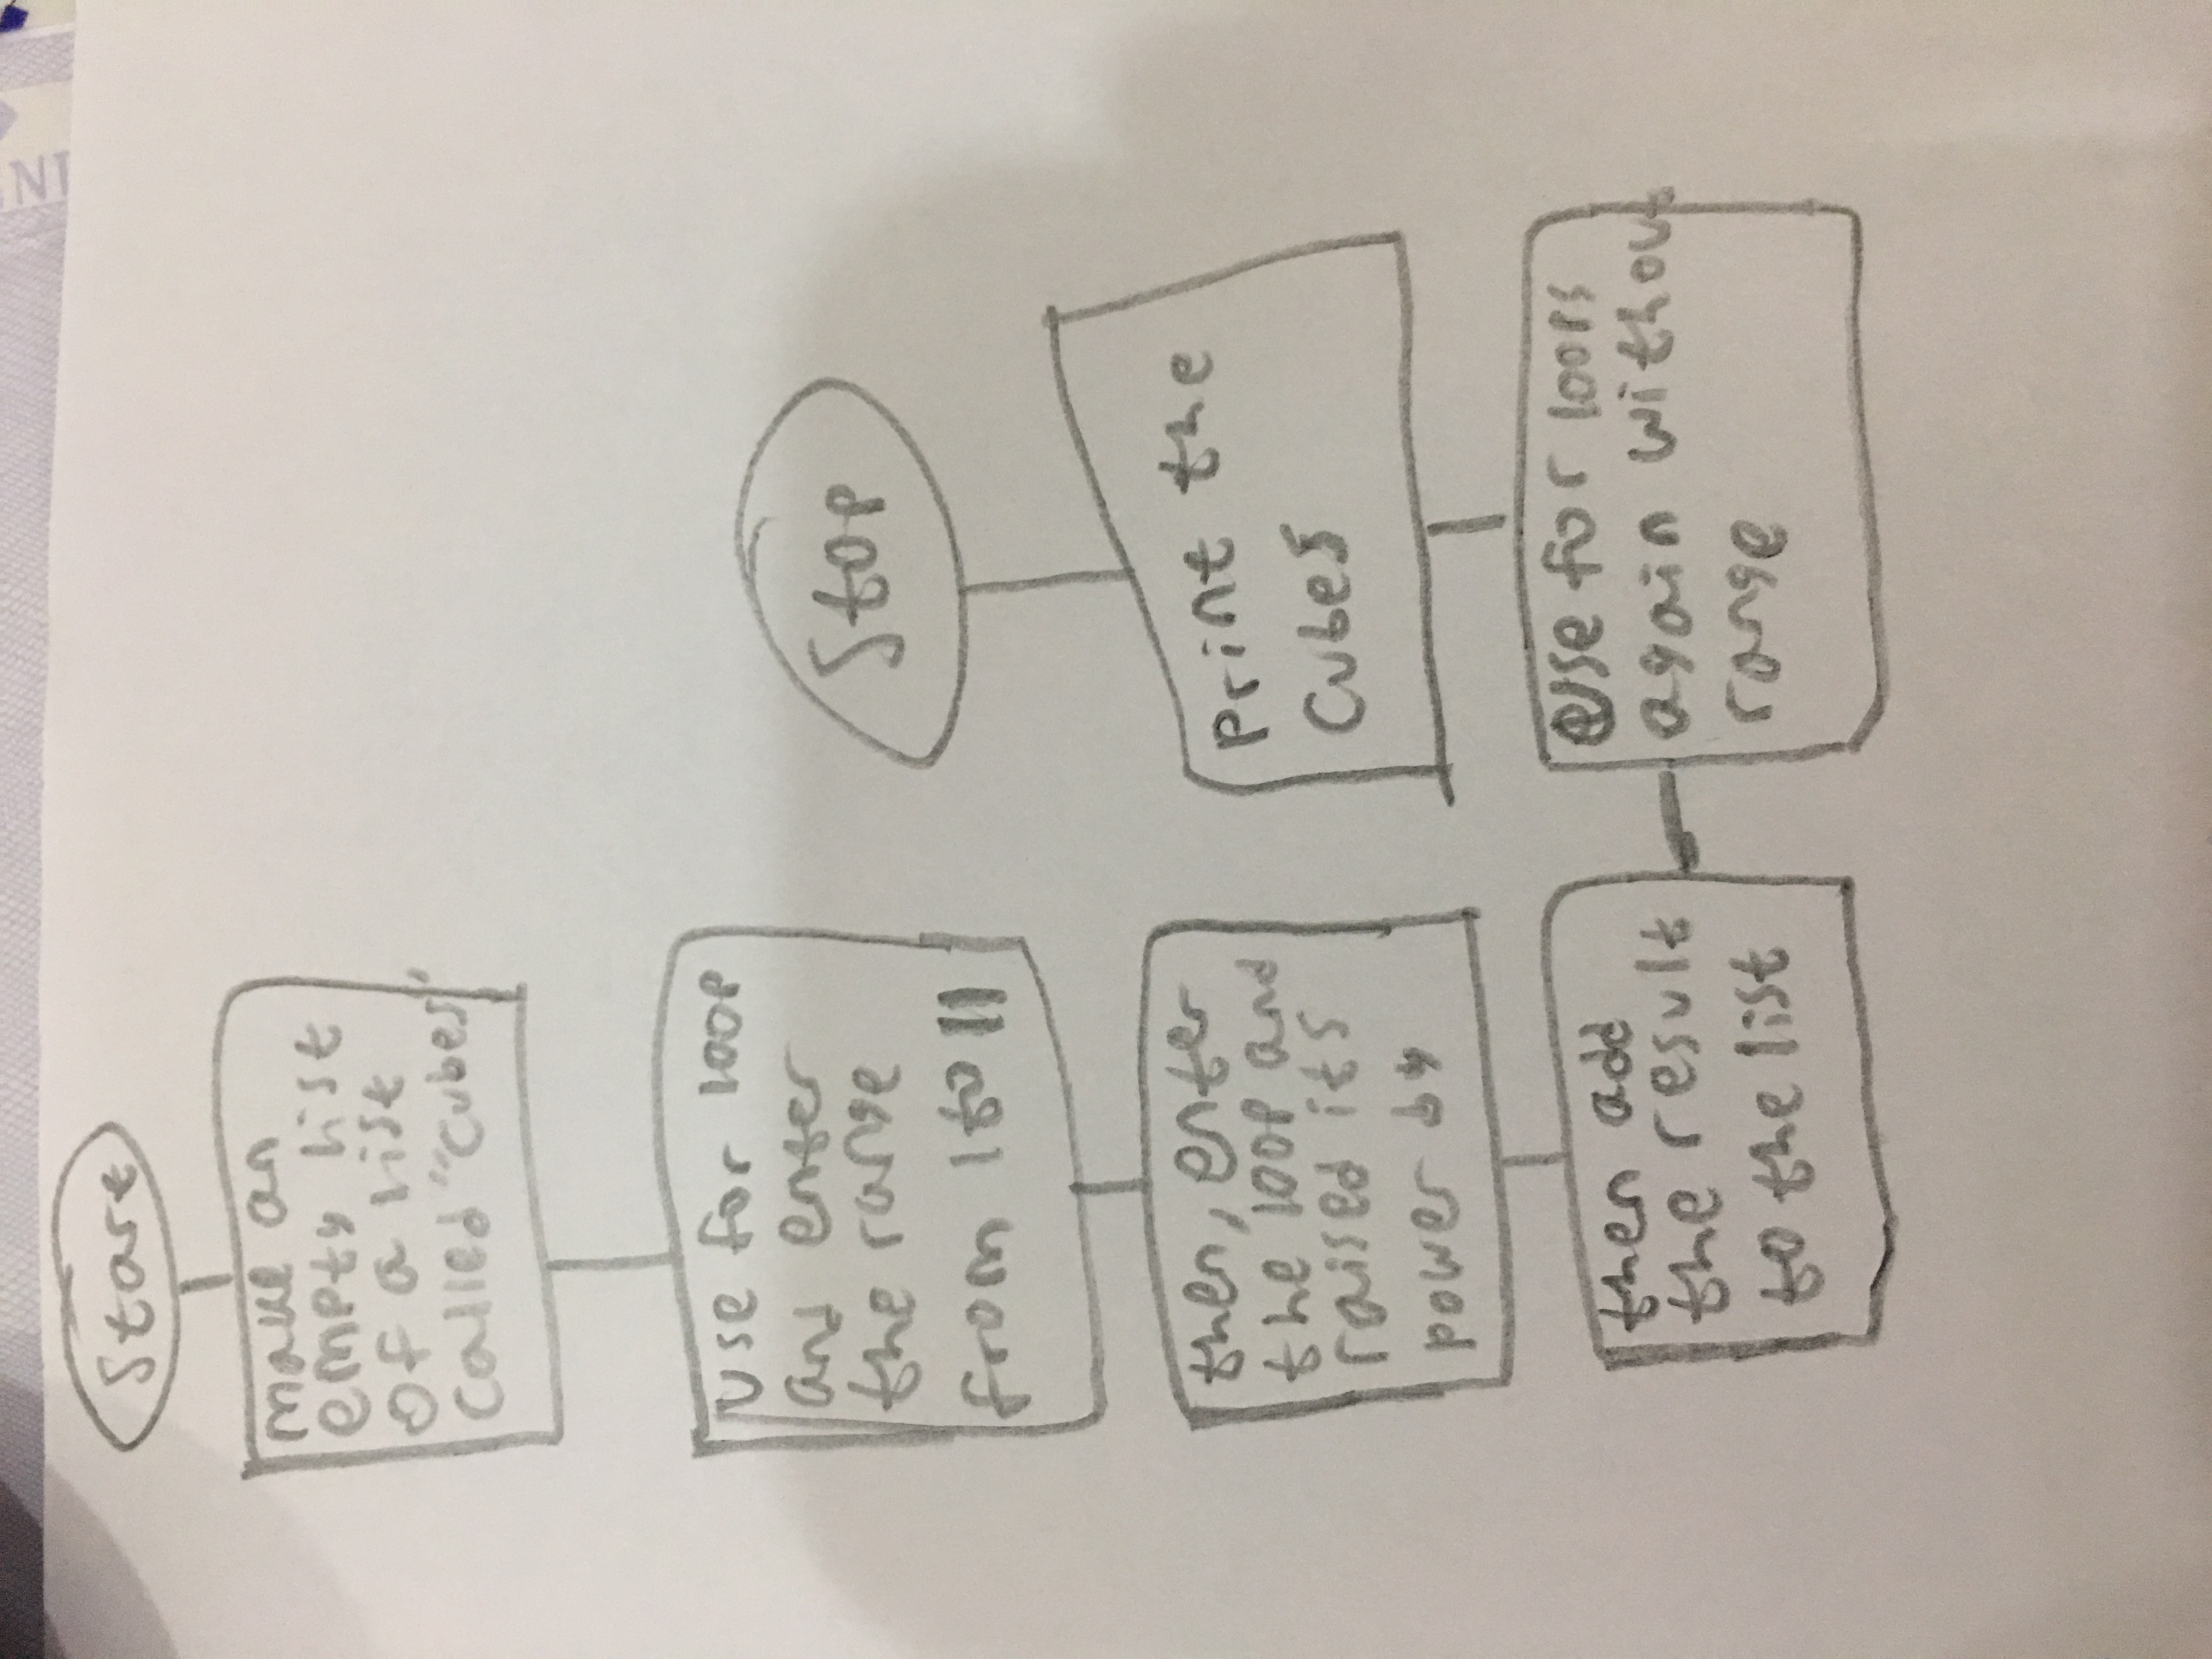 Start
make an
empty list
of a list
called "cubes"
use for loop
and enter
the range
from 1 to 11
then, enter
the loop and
raised its
power by
then add
the result
to the list
Use for loops
again without
range
print the
cubes
Stop